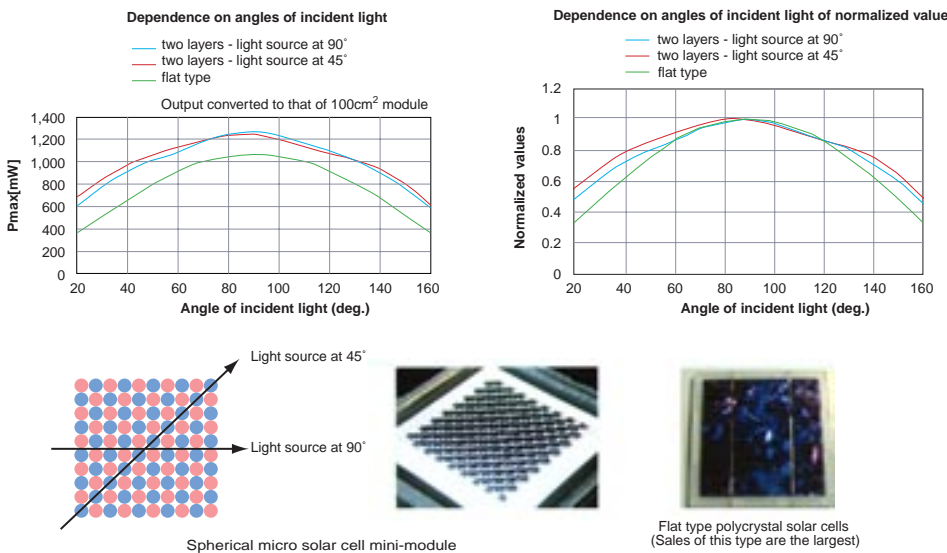 Dependence on angles of incident light
two layers - light source at 90°
two layers - light source at 45°
flat type
Output converted to that of 100cm² module
1,400
1,200
1,000
800
600
400
200
0
Pmax[mW]
20 40 60 80 100 120 140 160
Angle of incident light (deg.)
Dependence on angles of incident light of normalized value
two layers - light source at 90°
two layers - light source at 45°
flat type
1.2
1
0.8
0.6
0.4
0.2
0
Normalized values
20 40 60 80 100 120 140 160
Angle of incident light (deg.)
Light source at 45°
Light source at 90°
Spherical micro solar cell mini-module
Flat type polycrystal solar cells
(Sales of this type are the largest)